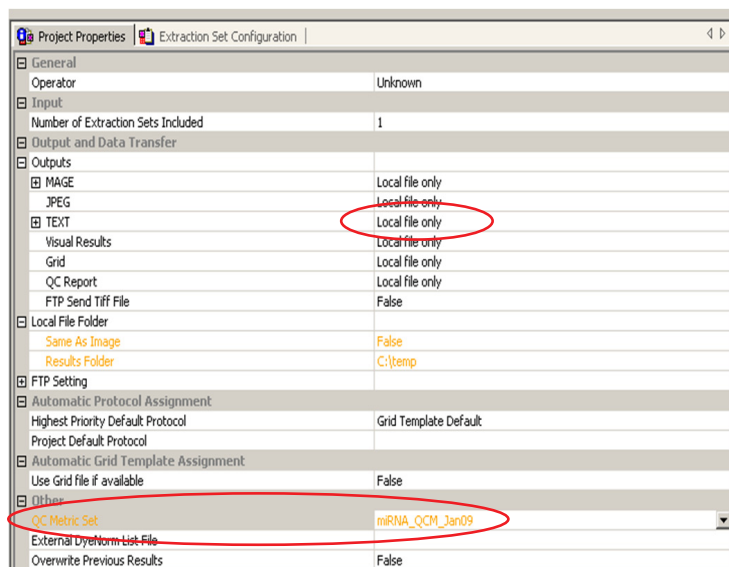 Project Properties Extraction Set Configuration
General
Operator Unknown
Input
Number of Extraction Sets Included 1
Output and Data Transfer
Outputs
MAGE Local file only
JPEG Local file only
TEXT Local file only
Visual Results Local file only
Grid Local file only
QC Report Local file only
FTP Send Tiff File False
Local File Folder
Same As Image False
Results Folder C:\temp
FTP Setting
Automatic Protocol Assignment
Highest Priority Default Protocol Grid Template Default
Project Default Protocol
Automatic Grid Template Assignment
Use Grid file if available False
Other
QC Metric Set miRNA_QCM_Jan09
External DyeNorm List File
Overwrite Previous Results False